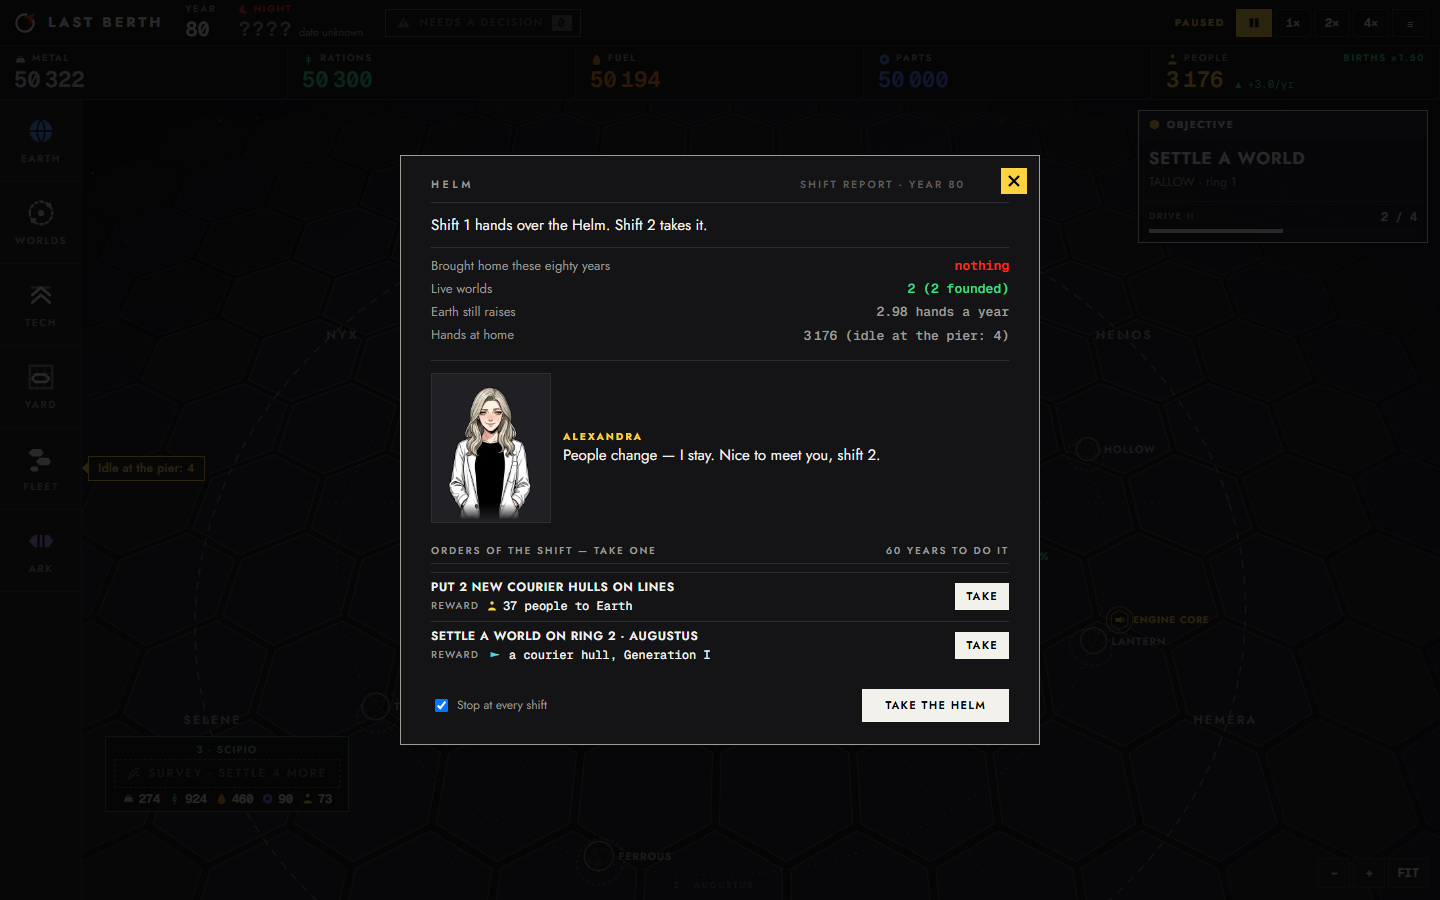 LAST BERTH
YEAR
80
NIGHT
???? date unknown
NEEDS A DECISION 0
PAUSED
1×
2×
4×
METAL
50 322
RATIONS
50 300
FUEL
50 194
PARTS
50 000
PEOPLE
3 176 ▲ +3.0/yr
BIRTHS ×1.50
EARTH
WORLDS
TECH
YARD
FLEET
ARK
Idle at the pier: 4
OBJECTIVE
SETTLE A WORLD
TALLOW · ring 1
DRIVE II 2 / 4
HELM
SHIFT REPORT · YEAR 80
Shift 1 hands over the Helm. Shift 2 takes it.
Brought home these eighty years nothing
Live worlds 2 (2 founded)
Earth still raises 2.98 hands a year
Hands at home 3 176 (idle at the pier: 4)
ALEXANDRA
People change — I stay. Nice to meet you, shift 2.
ORDERS OF THE SHIFT — TAKE ONE
60 YEARS TO DO IT
PUT 2 NEW COURIER HULLS ON LINES
REWARD 37 people to Earth
TAKE
SETTLE A WORLD ON RING 2 · AUGUSTUS
REWARD a courier hull, Generation I
TAKE
Stop at every shift
TAKE THE HELM
NYX
HELIOS
HOLLOW
ENGINE CORE
LANTERN
SELENE
HEMERA
3 · SCIPIO
SURVEY · SETTLE 4 MORE
274 924 460 90 73
FERROUS
2 · AUGUSTUS
− + FIT